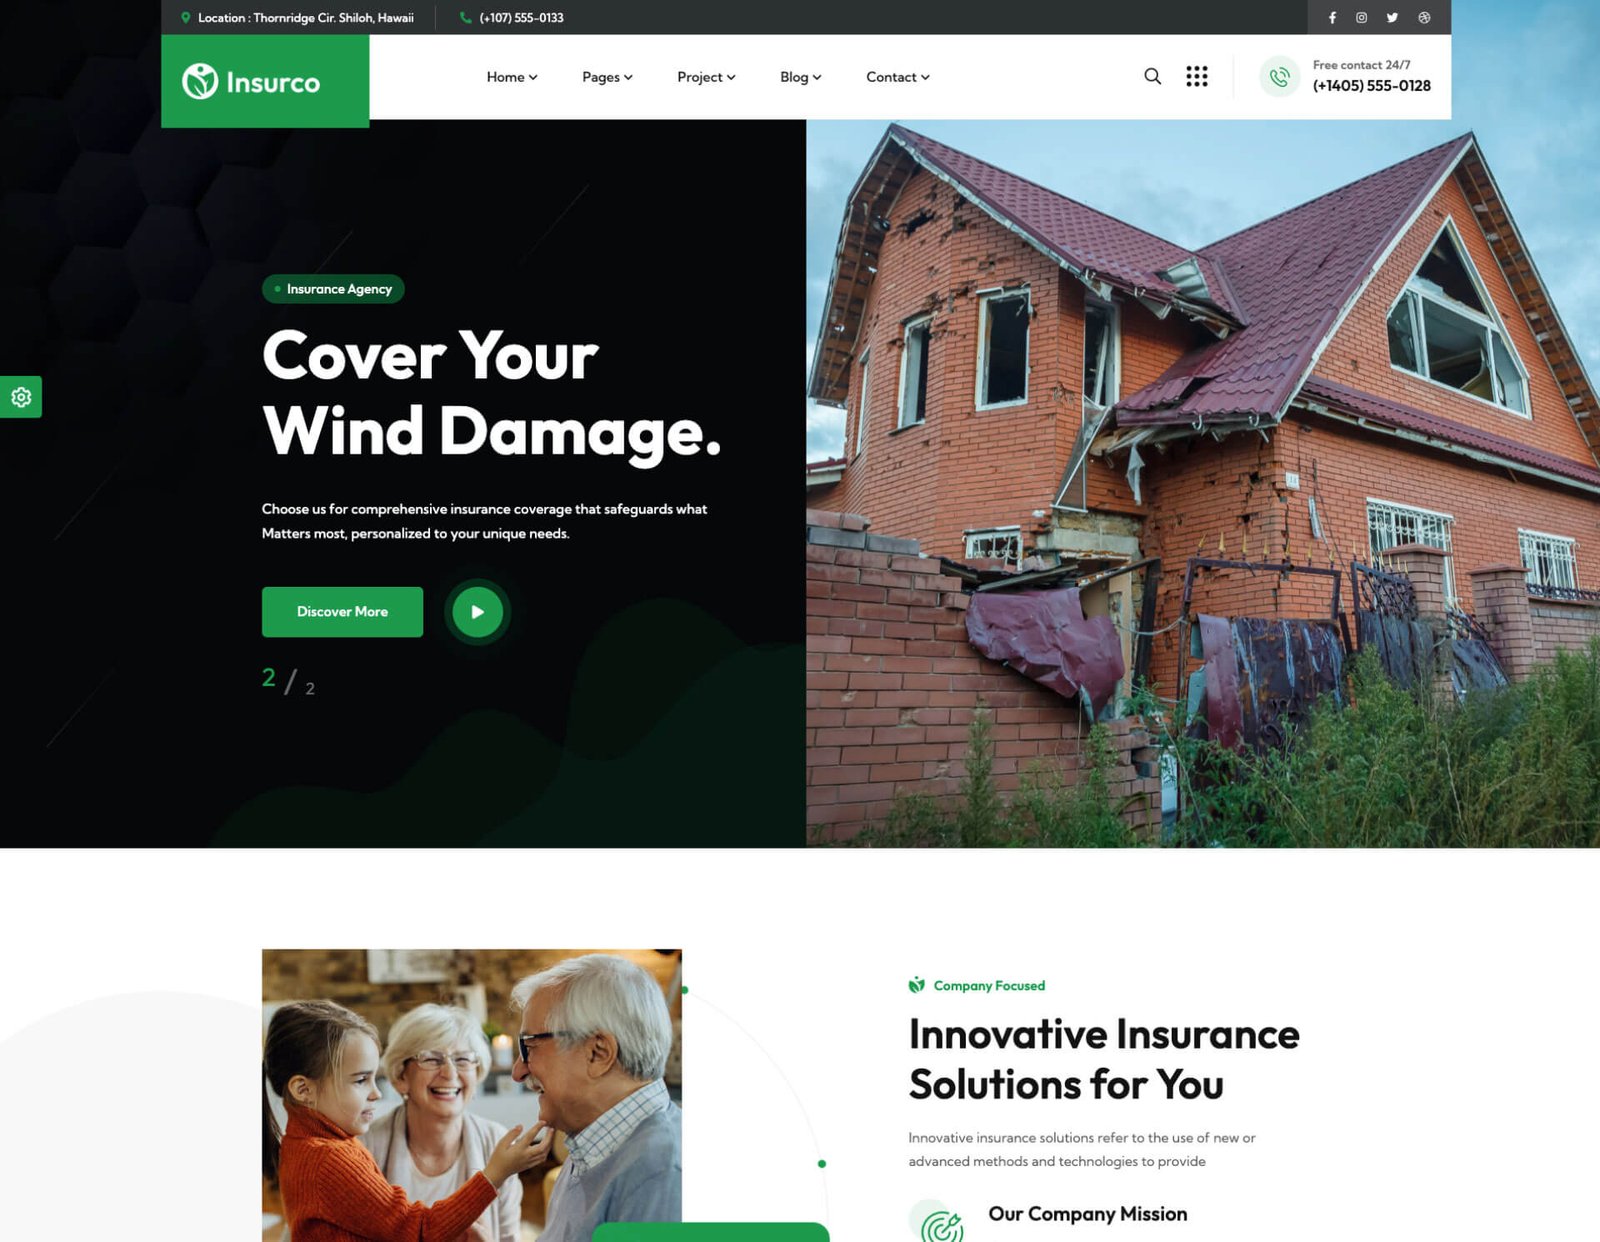 Location : Thornridge Cir. Shiloh, Hawaii
(+107) 555-0133
Insurco
Home
Pages
Project
Blog
Contact
Free contact 24/7
(+1405) 555-0128
Insurance Agency
Cover Your
Wind Damage.
Choose us for comprehensive insurance coverage that safeguards what
Matters most, personalized to your unique needs.
Discover More
2 / 2
Company Focused
Innovative Insurance
Solutions for You
Innovative insurance solutions refer to the use of new or
advanced methods and technologies to provide
Our Company Mission